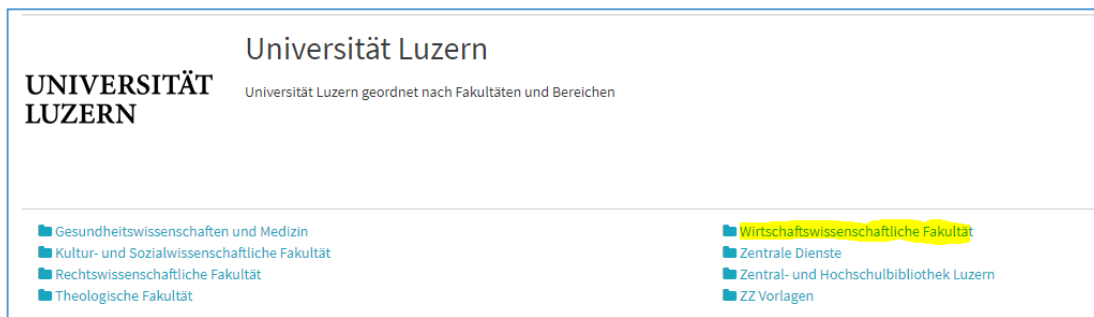 Universität Luzern
UNIVERSITÄT
LUZERN
Universität Luzern geordnet nach Fakultäten und Bereichen
Gesundheitswissenschaften und Medizin
Kultur- und Sozialwissenschaftliche Fakultät
Rechtswissenschaftliche Fakultät
Theologische Fakultät
Wirtschaftswissenschaftliche Fakultät
Zentrale Dienste
Zentral- und Hochschulbibliothek Luzern
ZZ Vorlagen